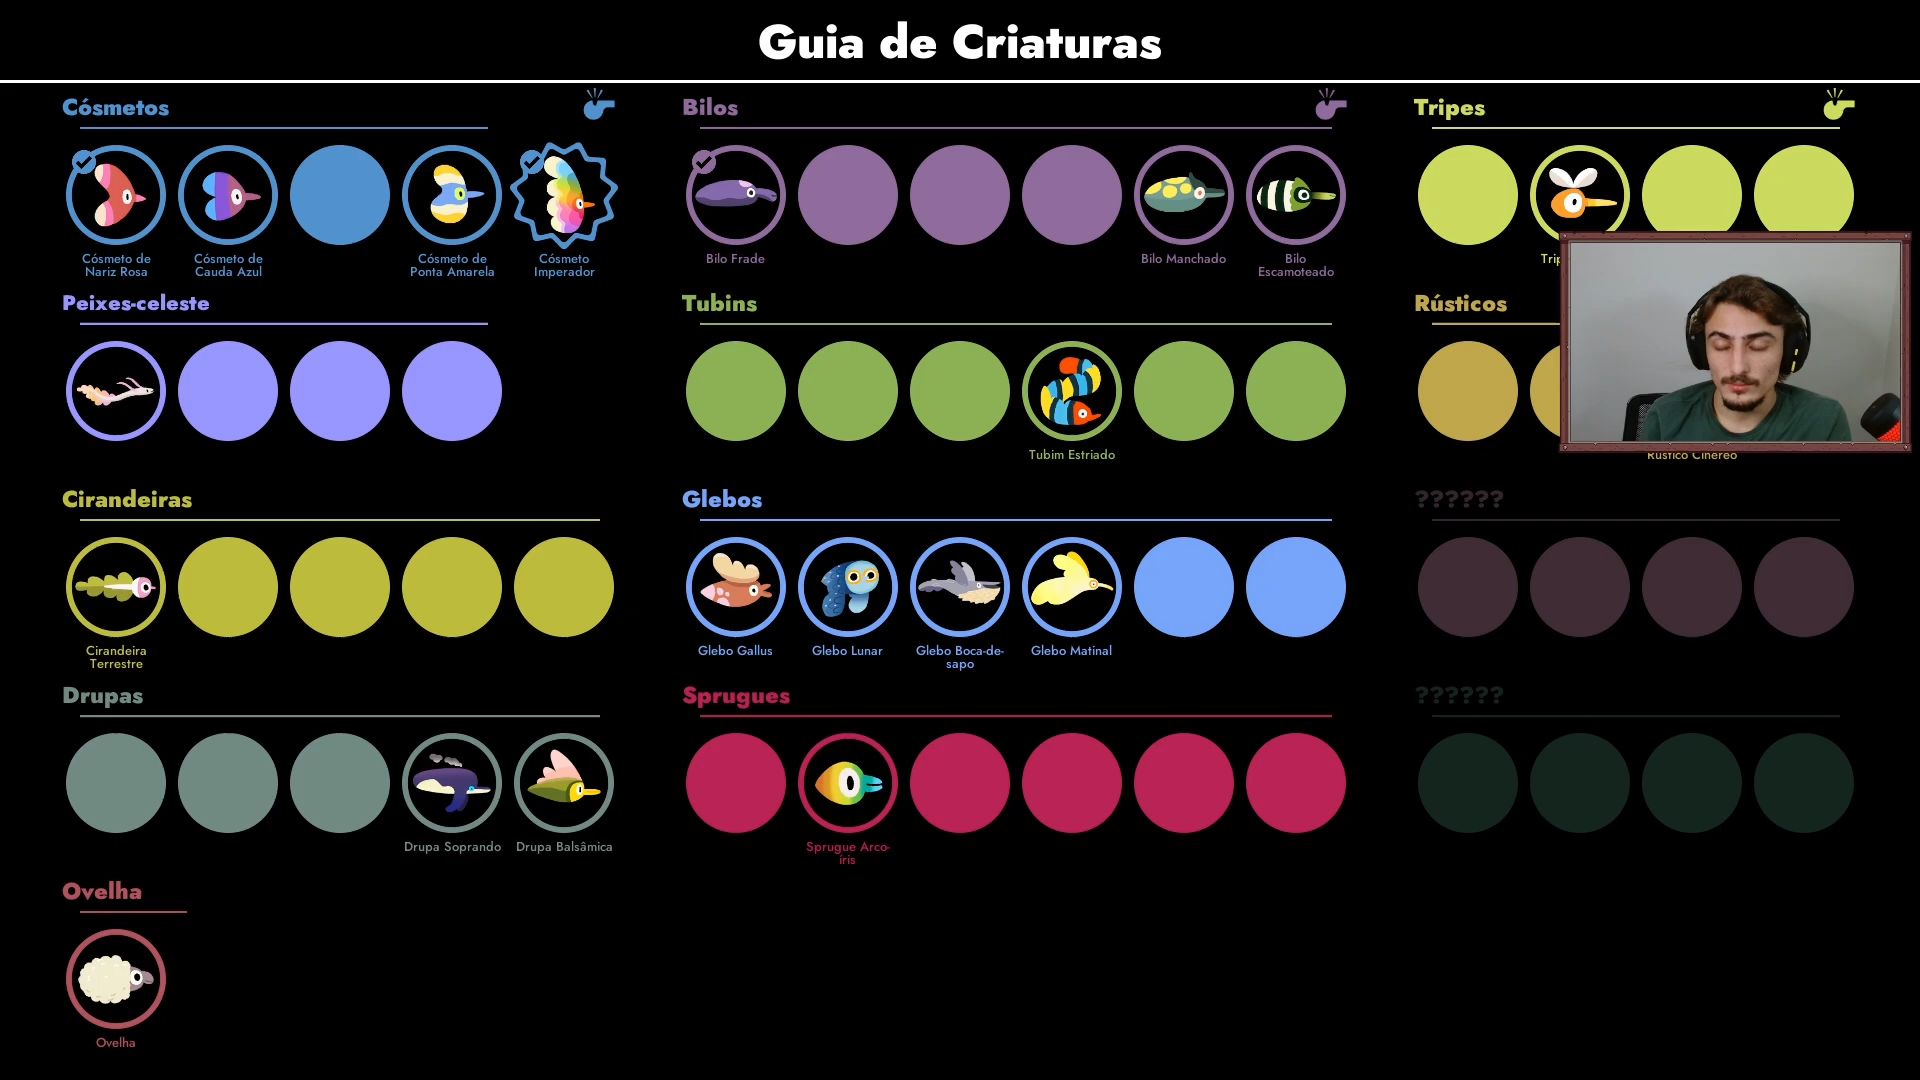 Guia de Criaturas
Cósmetos
Cósmeto de
Nariz Rosa
Cósmeto de
Cauda Azul
Cósmeto de
Ponta Amarela
Cósmeto
Imperador
Bilos
Bilo Frade
Bilo Manchado
Bilo
Escamoteado
Tripes
Peixes-celeste
Tubins
Tubim Estriado
Rústicos
Rústico Cinéreo
Cirandeiras
Cirandeira
Terrestre
Glebos
Glebo Gallus
Glebo Lunar
Glebo Boca-de-
sapo
Glebo Matinal
??????
Drupas
Drupa Soprando
Drupa Balsâmica
Sprugues
Sprugue Arco-
íris
??????
Ovelha
Ovelha